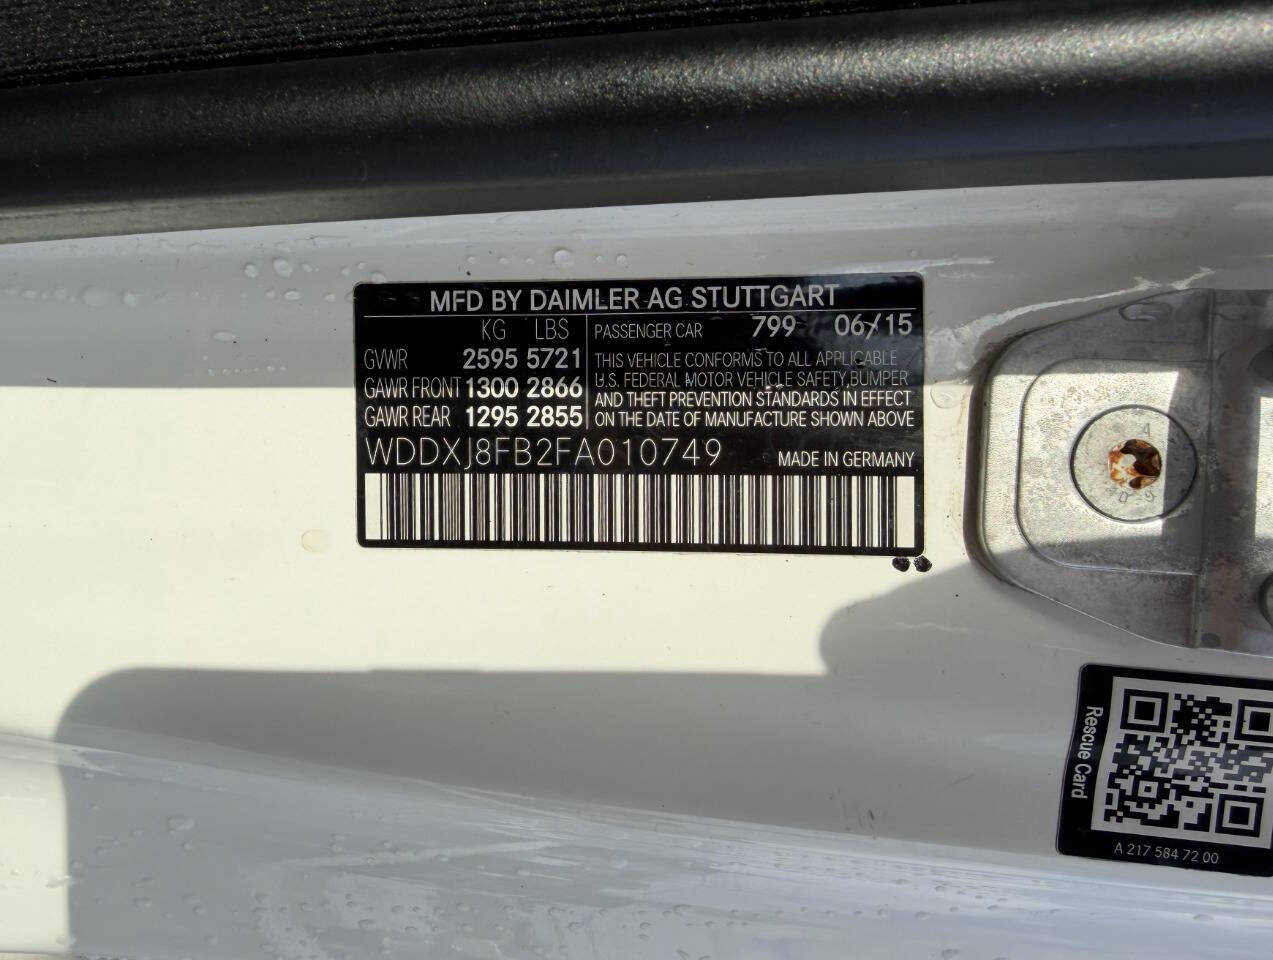 MFD BY DAIMLER AG STUTTGART
KG LBS
GVWR 2595 5721
GAWR FRONT 1300 2866
GAWR REAR 1295 2855
PASSENGER CAR 799 06/15
THIS VEHICLE CONFORMS TO ALL APPLICABLE
U.S. FEDERAL MOTOR VEHICLE SAFETY, BUMPER
AND THEFT PREVENTION STANDARDS IN EFFECT
ON THE DATE OF MANUFACTURE SHOWN ABOVE
WDDXJ8FB2FA010749 MADE IN GERMANY
Rescue Card
A 217 584 72 00